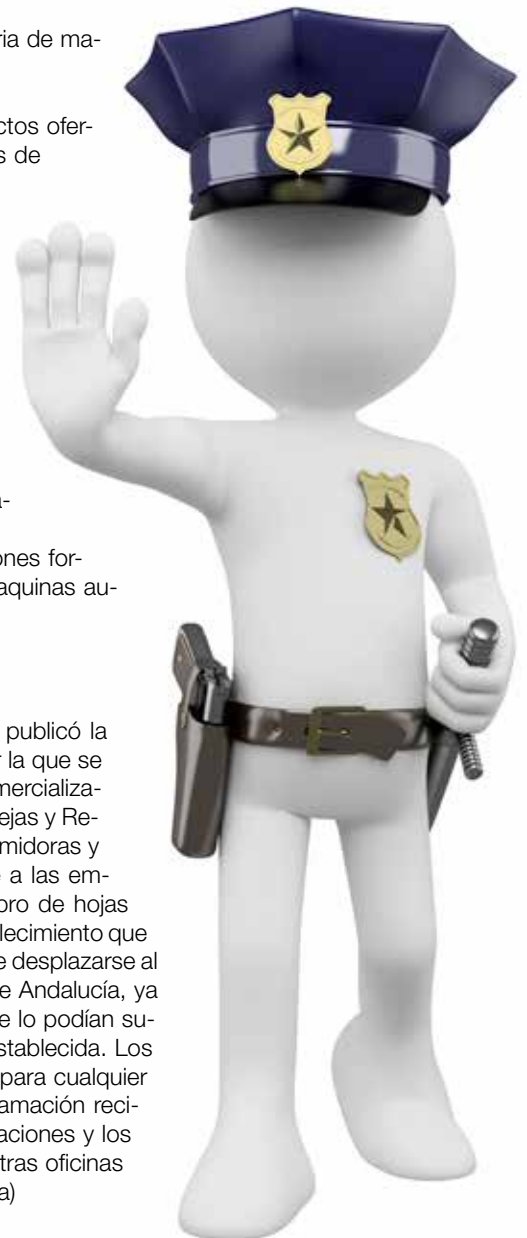 ria de ma-
ctos ofer-
s de
a-
ones for-
aquinas au-
publicó la
r la que se
mercializa-
ejas y Re-
midoras y
e a las em-
oro de hojas
lecimiento que
e desplazarse al
e Andalucía, ya
e lo podían su-
stablecida. Los
para cualquier
amación reci-
aciones y los
tras oficinas
a)